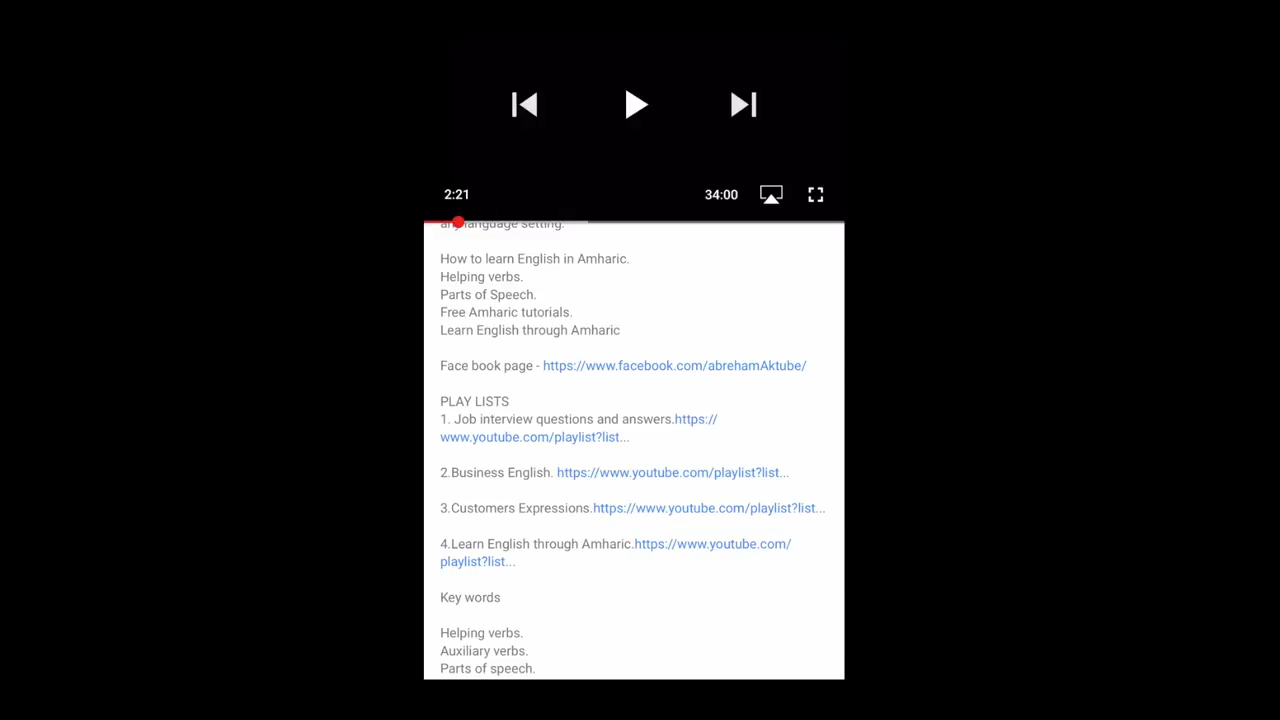 2:21
34:00
any language setting.
How to learn English in Amharic.
Helping verbs.
Parts of Speech.
Free Amharic tutorials.
Learn English through Amharic
Face book page - https://www.facebook.com/abrehamAktube/
PLAY LISTS
1. Job interview questions and answers.https://
www.youtube.com/playlist?list...
2.Business English. https://www.youtube.com/playlist?list...
3.Customers Expressions.https://www.youtube.com/playlist?list...
4.Learn English through Amharic.https://www.youtube.com/
playlist?list...
Key words
Helping verbs.
Auxiliary verbs.
Parts of speech.